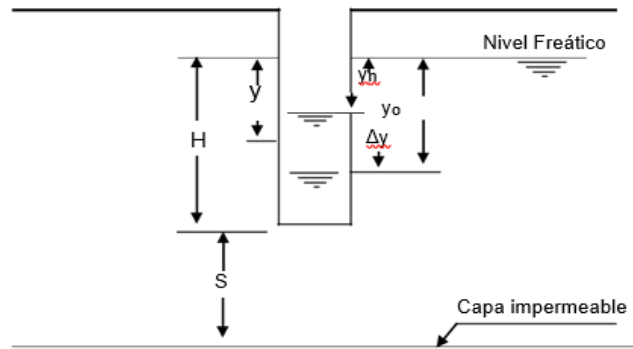 Nivel Freático
yh
y
yo
H
Δy
S
Capa impermeable